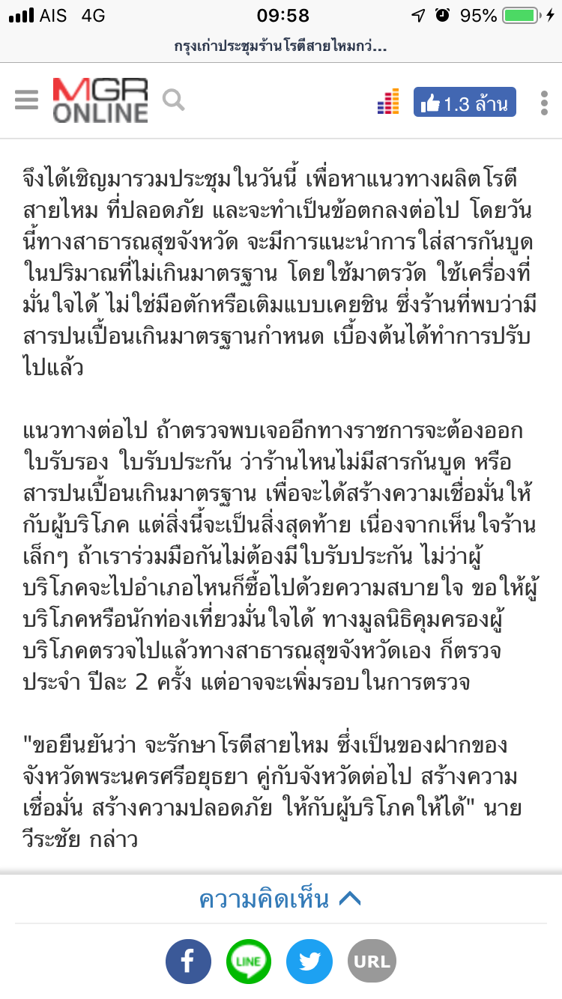 AIS 4G 09:58 95%
กรุงเก่าประชุมร้านโรตีสายไหมกว่...
MGR ONLINE 1.3 ล้าน
จึงได้เชิญมารวมประชุมในวันนี้ เพื่อหาแนวทางผลิตโรตี
สายไหม ที่ปลอดภัย และจะทำเป็นข้อตกลงต่อไป โดยวัน
นี้ทางสาธารณสุขจังหวัด จะมีการแนะนำการใส่สารกันบูด
ในปริมาณที่ไม่เกินมาตรฐาน โดยใช้มาตรวัด ใช้เครื่องที่
มั่นใจได้ ไม่ใช่มือตักหรือเติมแบบเคยชิน ซึ่งร้านที่พบว่ามี
สารปนเปื้อนเกินมาตรฐานกำหนด เบื้องต้นได้ทำการปรับ
ไปแล้ว
แนวทางต่อไป ถ้าตรวจพบเจออีกทางราชการจะต้องออก
ใบรับรอง ใบรับประกัน ว่าร้านไหนไม่มีสารกันบูด หรือ
สารปนเปื้อนเกินมาตรฐาน เพื่อจะได้สร้างความเชื่อมั่นให้
กับผู้บริโภค แต่สิ่งนี้จะเป็นสิ่งสุดท้าย เนื่องจากเห็นใจร้าน
เล็กๆ ถ้าเราร่วมมือกันไม่ต้องมีใบรับประกัน ไม่ว่าผู้
บริโภคจะไปอำเภอไหนก็ซื้อไปด้วยความสบายใจ ขอให้ผู้
บริโภคหรือนักท่องเที่ยวมั่นใจได้ ทางมูลนิธิคุมครองผู้
บริโภคตรวจไปแล้วทางสาธารณสุขจังหวัดเอง ก็ตรวจ
ประจำ ปีละ 2 ครั้ง แต่อาจจะเพิ่มรอบในการตรวจ
"ขอยืนยันว่า จะรักษาโรตีสายไหม ซึ่งเป็นของฝากของ
จังหวัดพระนครศรีอยุธยา คู่กับจังหวัดต่อไป สร้างความ
เชื่อมั่น สร้างความปลอดภัย ให้กับผู้บริโภคให้ได้" นาย
วีระชัย กล่าว
ความคิดเห็น
f LINE URL